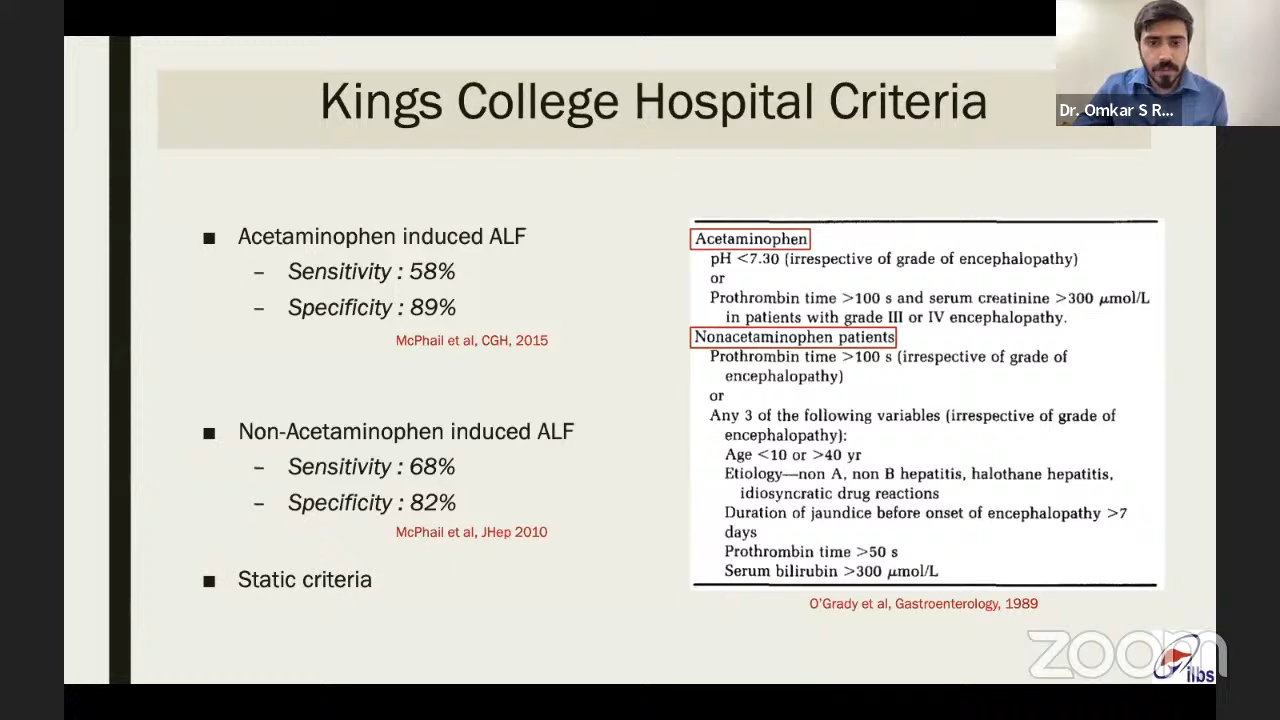 Kings College Hospital Criteria
Dr. Omkar S R...
■ Acetaminophen induced ALF
– Sensitivity : 58%
– Specificity : 89%
McPhail et al, CGH, 2015
■ Non-Acetaminophen induced ALF
– Sensitivity : 68%
– Specificity : 82%
McPhail et al, JHep 2010
■ Static criteria
Acetaminophen
pH <7.30 (irrespective of grade of encephalopathy)
or
Prothrombin time >100 s and serum creatinine >300 μmol/L
in patients with grade III or IV encephalopathy.
Nonacetaminophen patients
Prothrombin time >100 s (irrespective of grade of
encephalopathy)
or
Any 3 of the following variables (irrespective of grade of
encephalopathy):
Age <10 or >40 yr
Etiology—non A, non B hepatitis, halothane hepatitis,
idiosyncratic drug reactions
Duration of jaundice before onset of encephalopathy >7
days
Prothrombin time >50 s
Serum bilirubin >300 μmol/L
O'Grady et al, Gastroenterology, 1989
zoom
ilbs